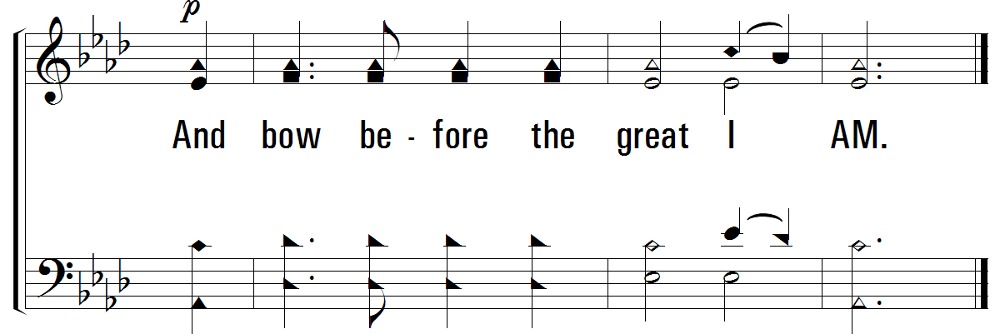 p
And bow be - fore the great I AM.